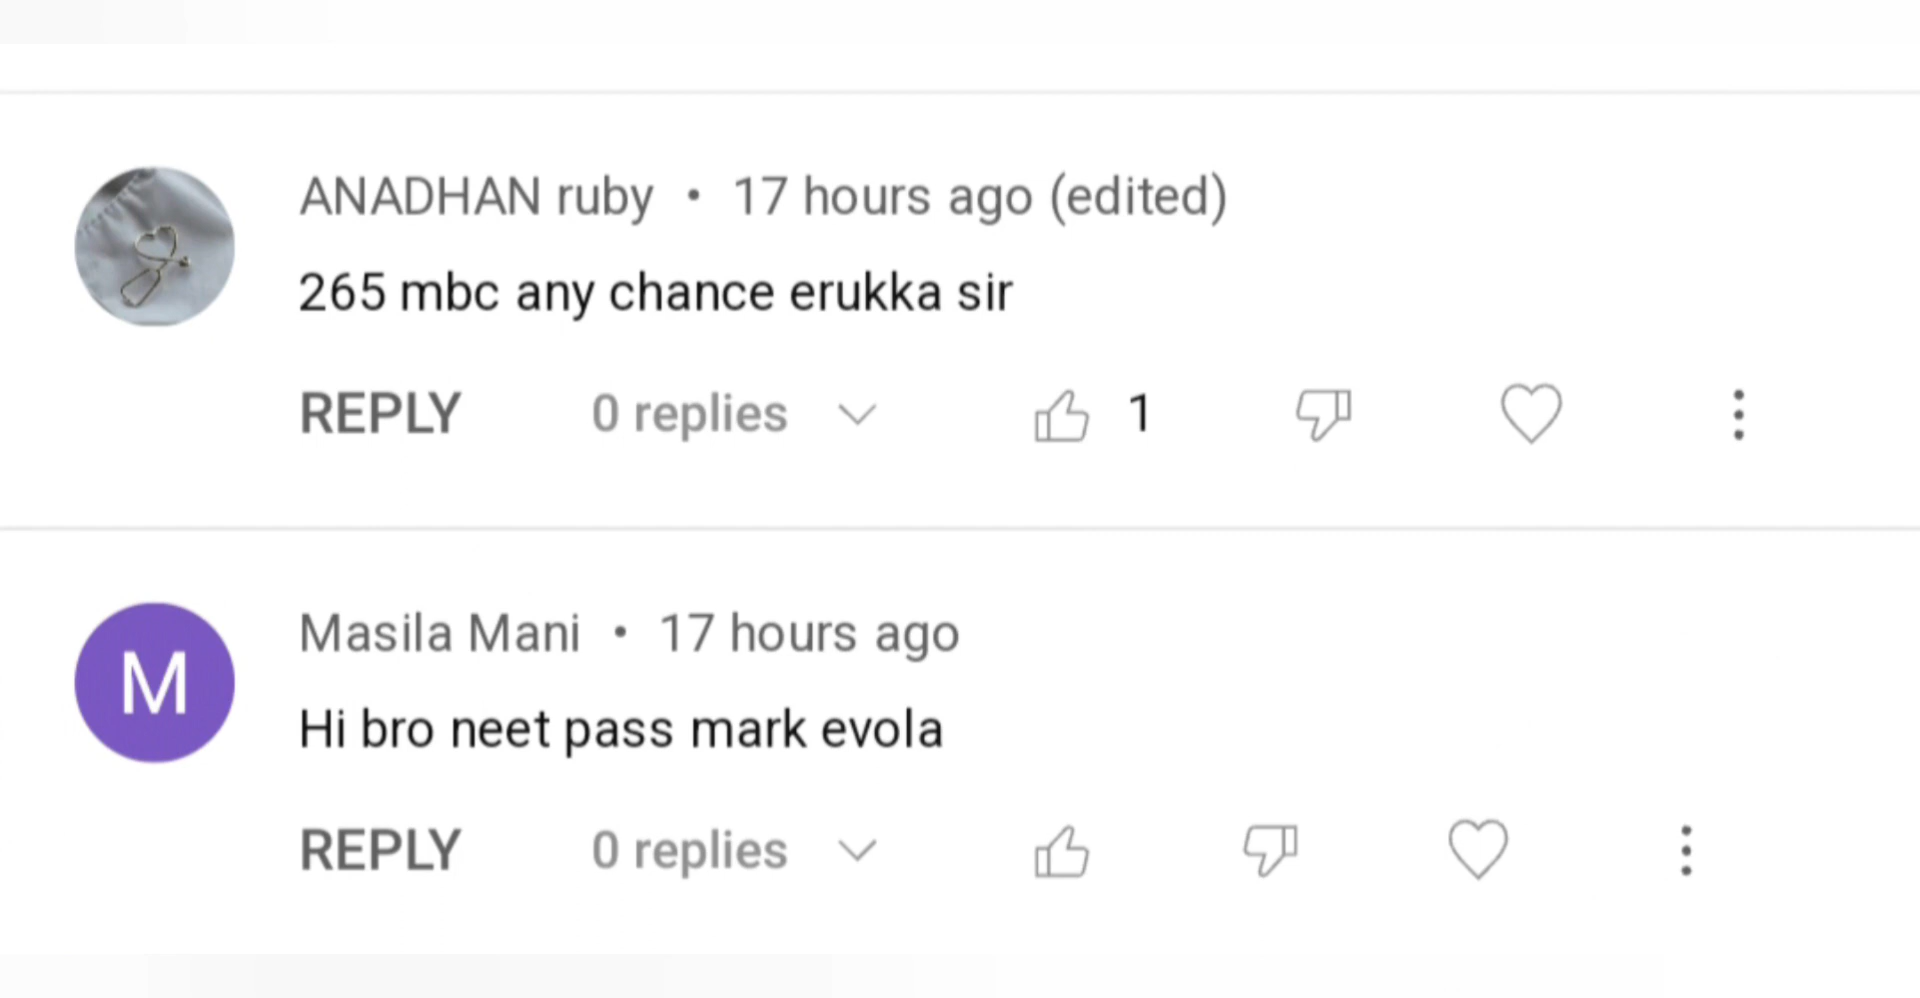 ANADHAN ruby • 17 hours ago (edited)
265 mbc any chance erukka sir
REPLY 0 replies 1
M
Masila Mani • 17 hours ago
Hi bro neet pass mark evola
REPLY 0 replies